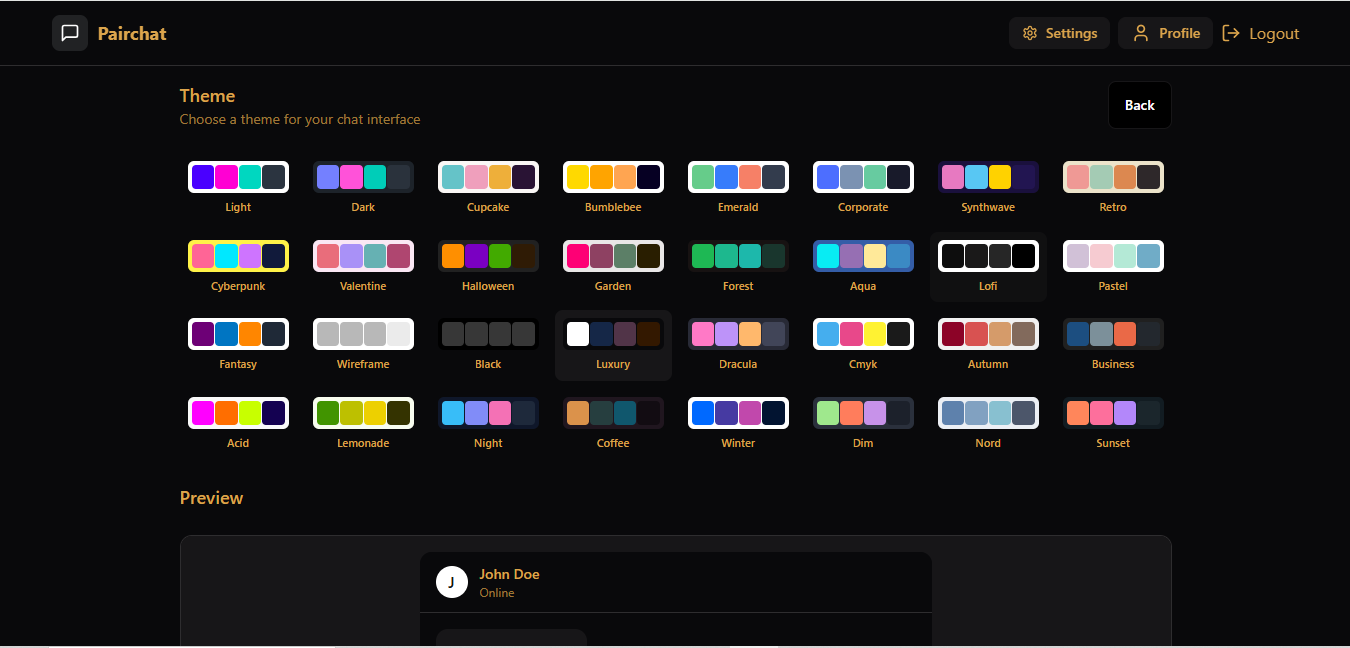 Pairchat
Settings
Profile
Logout
Theme
Choose a theme for your chat interface
Back
Light
Dark
Cupcake
Bumblebee
Emerald
Corporate
Synthwave
Retro
Cyberpunk
Valentine
Halloween
Garden
Forest
Aqua
Lofi
Pastel
Fantasy
Wireframe
Black
Luxury
Dracula
Cmyk
Autumn
Business
Acid
Lemonade
Night
Coffee
Winter
Dim
Nord
Sunset
Preview
J
John Doe
Online